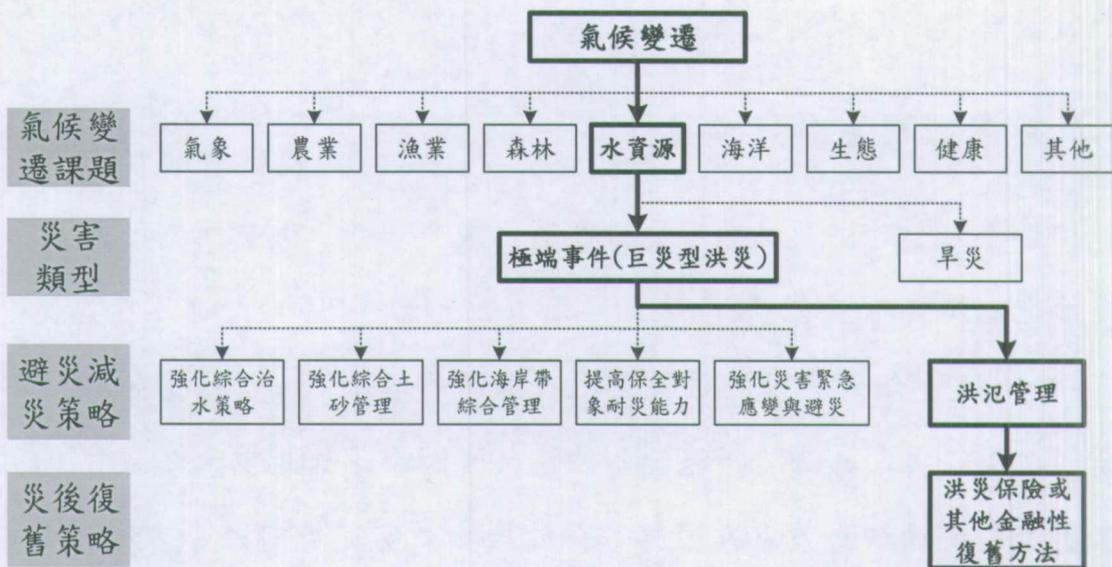 氣候變遷
氣候變
遷課題
氣象
農業
漁業
森林
水資源
海洋
生態
健康
其他
災害
類型
極端事件(巨災型洪災)
旱災
避災減
災策略
強化綜合治
水策略
強化綜合土
砂管理
強化海岸帶
綜合管理
提高保全對
象耐災能力
強化災害緊急
應變與避災
洪氾管理
災後復
舊策略
洪災保險或
其他金融性
復舊方法